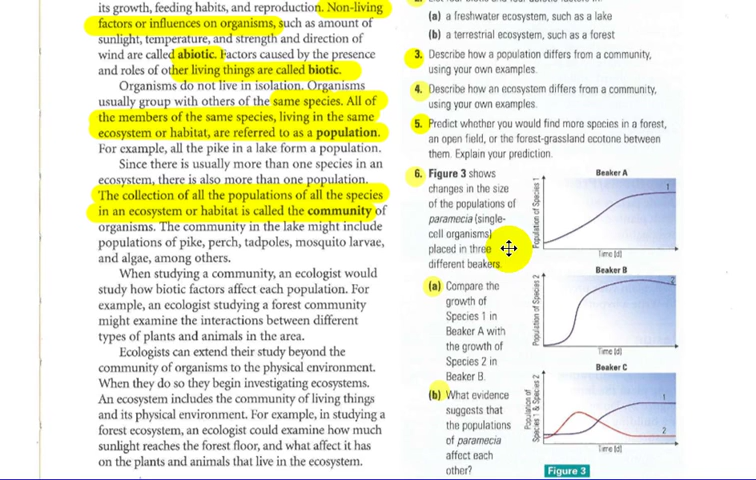 its growth, feeding habits, and reproduction. Non-living
factors or influences on organisms, such as amount of
sunlight, temperature, and strength and direction of
wind are called abiotic. Factors caused by the presence
and roles of other living things are called biotic.
Organisms do not live in isolation. Organisms
usually group with others of the same species. All of
the members of the same species, living in the same
ecosystem or habitat, are referred to as a population.
For example, all the pike in a lake form a population.
Since there is usually more than one species in an
ecosystem, there is also more than one population.
The collection of all the populations of all the species
in an ecosystem or habitat is called the community of
organisms. The community in the lake might include
populations of pike, perch, tadpoles, mosquito larvae,
and algae, among others.
When studying a community, an ecologist would
study how biotic factors affect each population. For
example, an ecologist studying a forest community
might examine the interactions between different
types of plants and animals in the area.
Ecologists can extend their study beyond the
community of organisms to the physical environment.
When they do so they begin investigating ecosystems.
An ecosystem includes the community of living things
and its physical environment. For example, in studying a
forest ecosystem, an ecologist could examine how much
sunlight reaches the forest floor, and what affect it has
on the plants and animals that live in the ecosystem.
(a) a freshwater ecosystem, such as a lake
(b) a terrestrial ecosystem, such as a forest
3. Describe how a population differs from a community,
using your own examples.
4. Describe how an ecosystem differs from a community,
using your own examples.
5. Predict whether you would find more species in a forest,
an open field, or the forest-grassland ecotone between
them. Explain your prediction.
6. Figure 3 shows
changes in the size
of the populations of
paramecia (single-
cell organisms)
placed in three
different beakers.
(a) Compare the
growth of
Species 1 in
Beaker A with
the growth of
Species 2 in
Beaker B.
(b) What evidence
suggests that
the populations
of paramecia
affect each
other?
Beaker A
Population of Species 1
1
Time (d)
Beaker B
Population of Species 2
2
Time (d)
Beaker C
Population of
Species 1 & Species 2
1
2
Time (d)
Figure 3